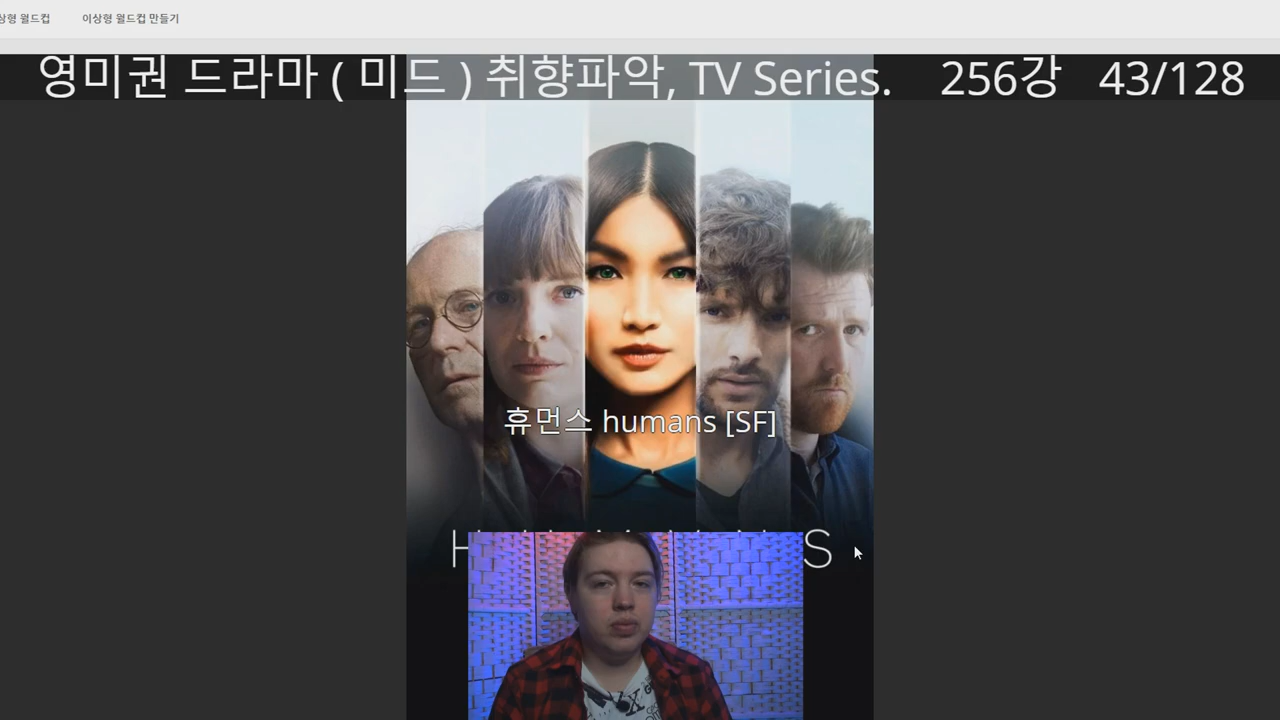 상형 월드컵 이상형 월드컵 만들기
영미권 드라마 ( 미드 ) 취향파악, TV Series. 256강 43/128
휴먼스 humans [SF]